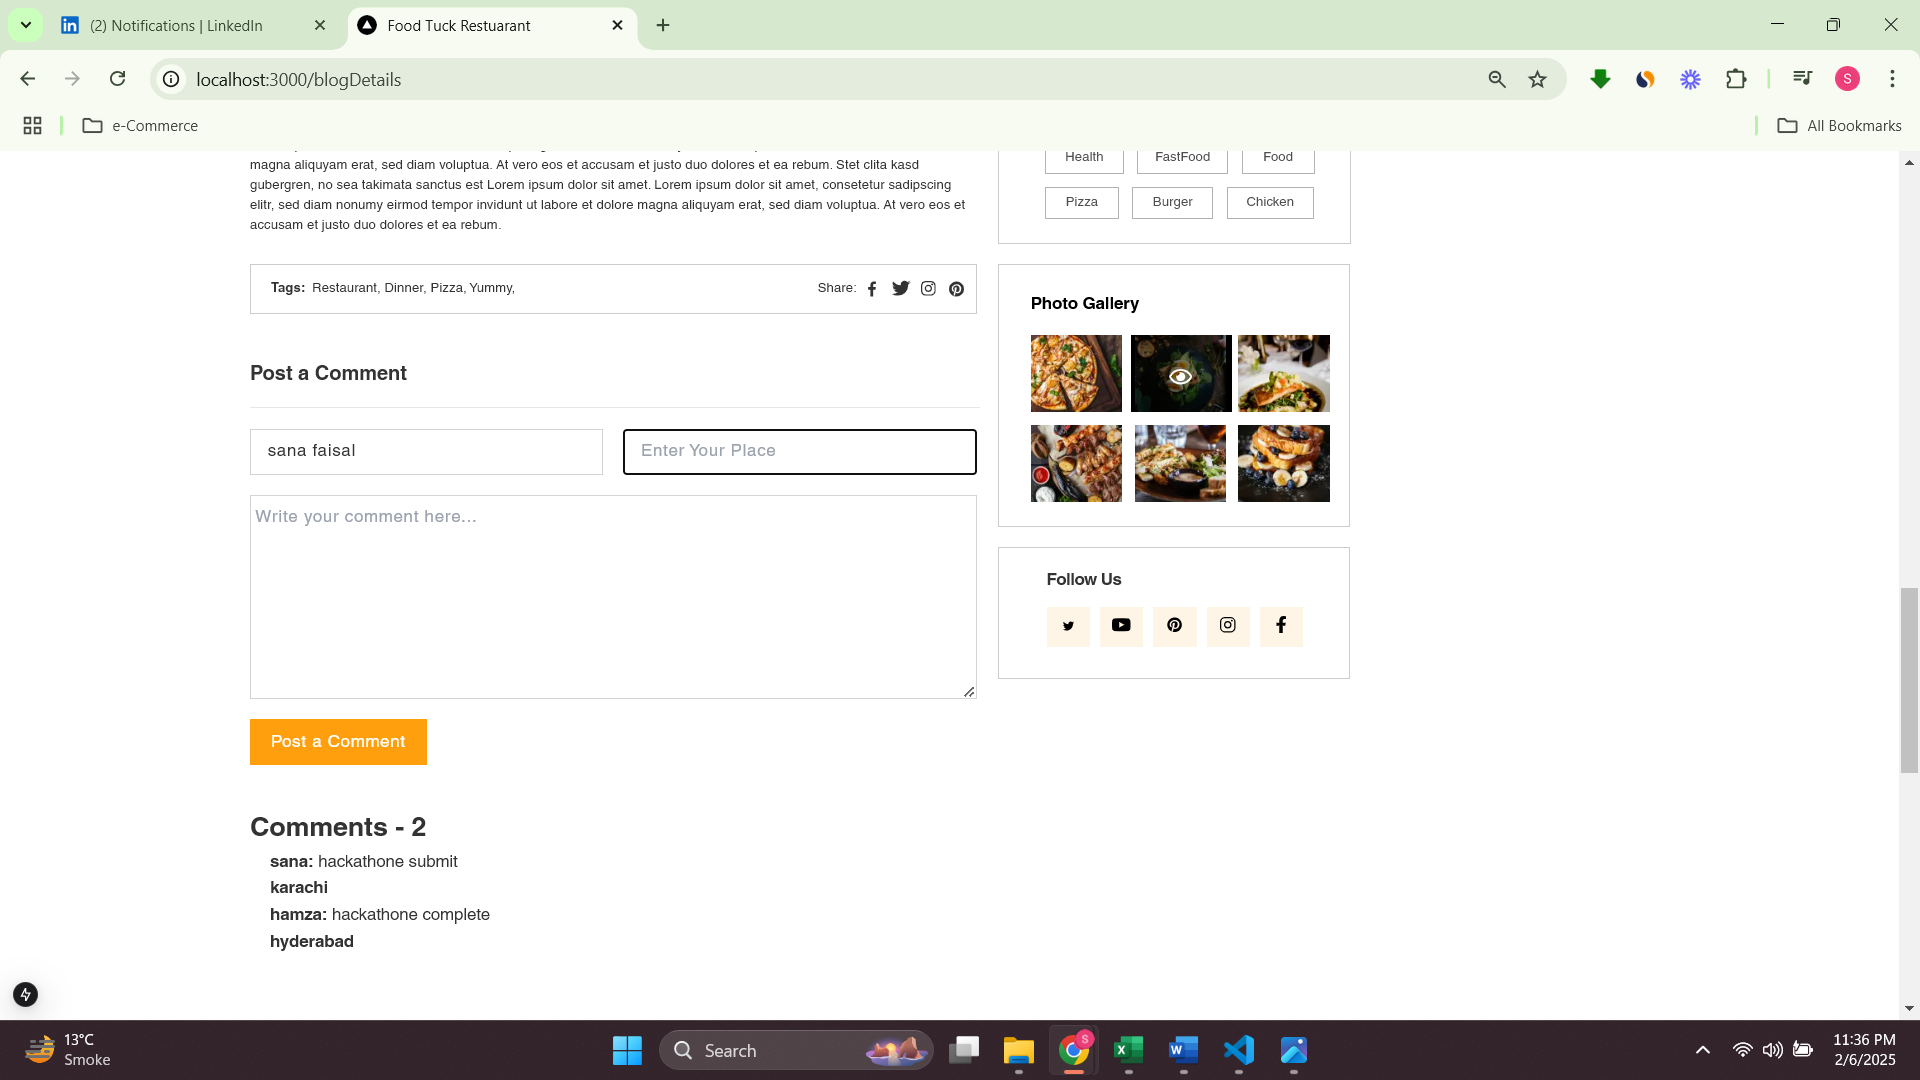 (2) Notifications | LinkedIn
Food Tuck Restuarant
localhost:3000/blogDetails
S
e-Commerce
All Bookmarks
magna aliquyam erat, sed diam voluptua. At vero eos et accusam et justo duo dolores et ea rebum. Stet clita kasd
gubergren, no sea takimata sanctus est Lorem ipsum dolor sit amet. Lorem ipsum dolor sit amet, consetetur sadipscing
elitr, sed diam nonumy eirmod tempor invidunt ut labore et dolore magna aliquyam erat, sed diam voluptua. At vero eos et
accusam et justo duo dolores et ea rebum.
Tags: Restaurant, Dinner, Pizza, Yummy,
Share:
Post a Comment
sana faisal
Enter Your Place
Write your comment here...
Post a Comment
Comments - 2
sana: hackathone submit
karachi
hamza: hackathone complete
hyderabad
Health FastFood Food
Pizza Burger Chicken
Photo Gallery
Follow Us
13°C
Smoke
Search
S
11:36 PM
2/6/2025